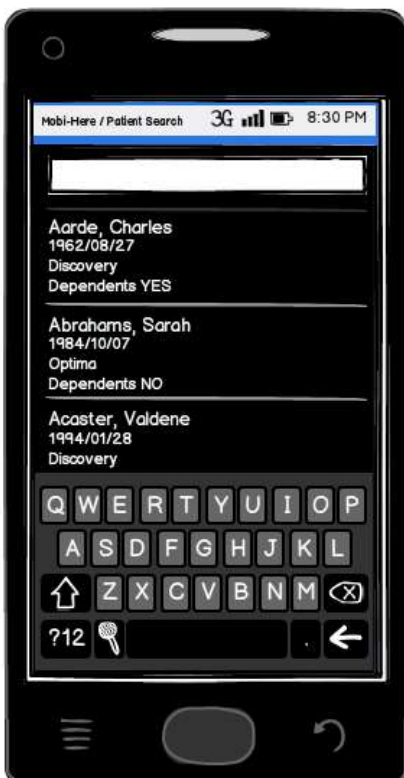 Mobi-Here / Patient Search 3G 8:30 PM
Aarde, Charles
1962/08/27
Discovery
Dependents YES
Abrahams, Sarah
1984/10/07
Optima
Dependents NO
Acaster, Valdene
1994/01/28
Discovery
Q W E R T Y U I O P
A S D F G H J K L
Z X C V B N M
?12 .